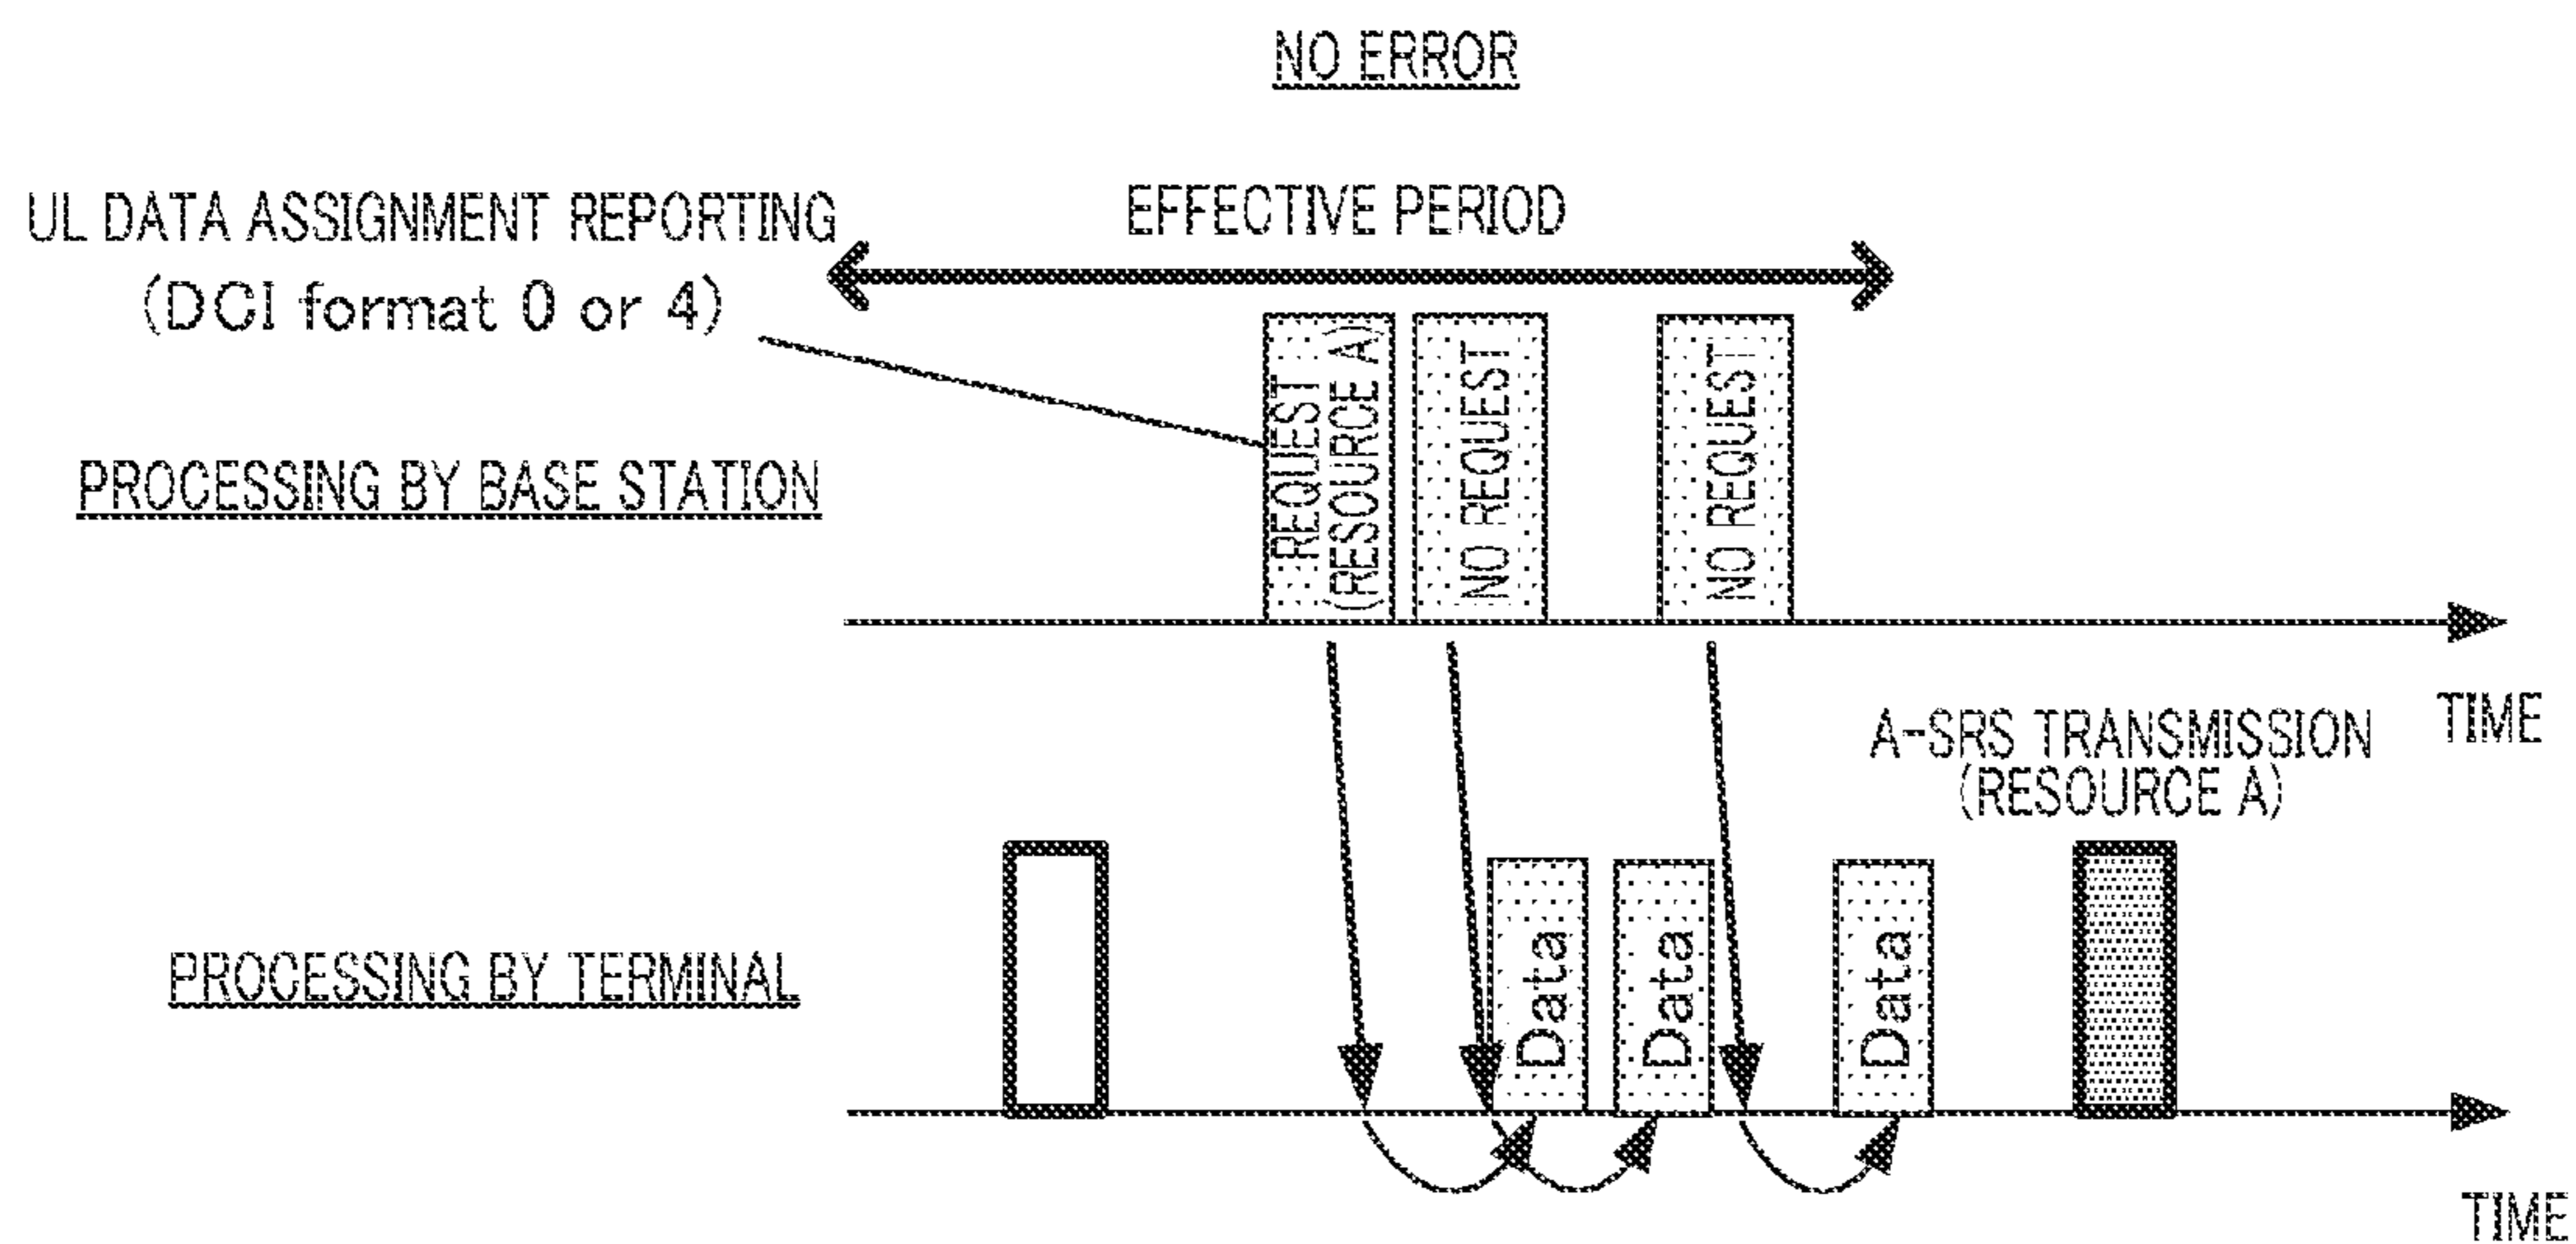 NO ERROR
UL DATA ASSIGNMENT REPORTING
(DCI format 0 or 4)
EFFECTIVE PERIOD
PROCESSING BY BASE STATION
REQUEST
(RESOURCE A)
NO REQUEST
NO REQUEST
TIME
A-SRS TRANSMISSION
(RESOURCE A)
PROCESSING BY TERMINAL
Data
Data
Data
TIME